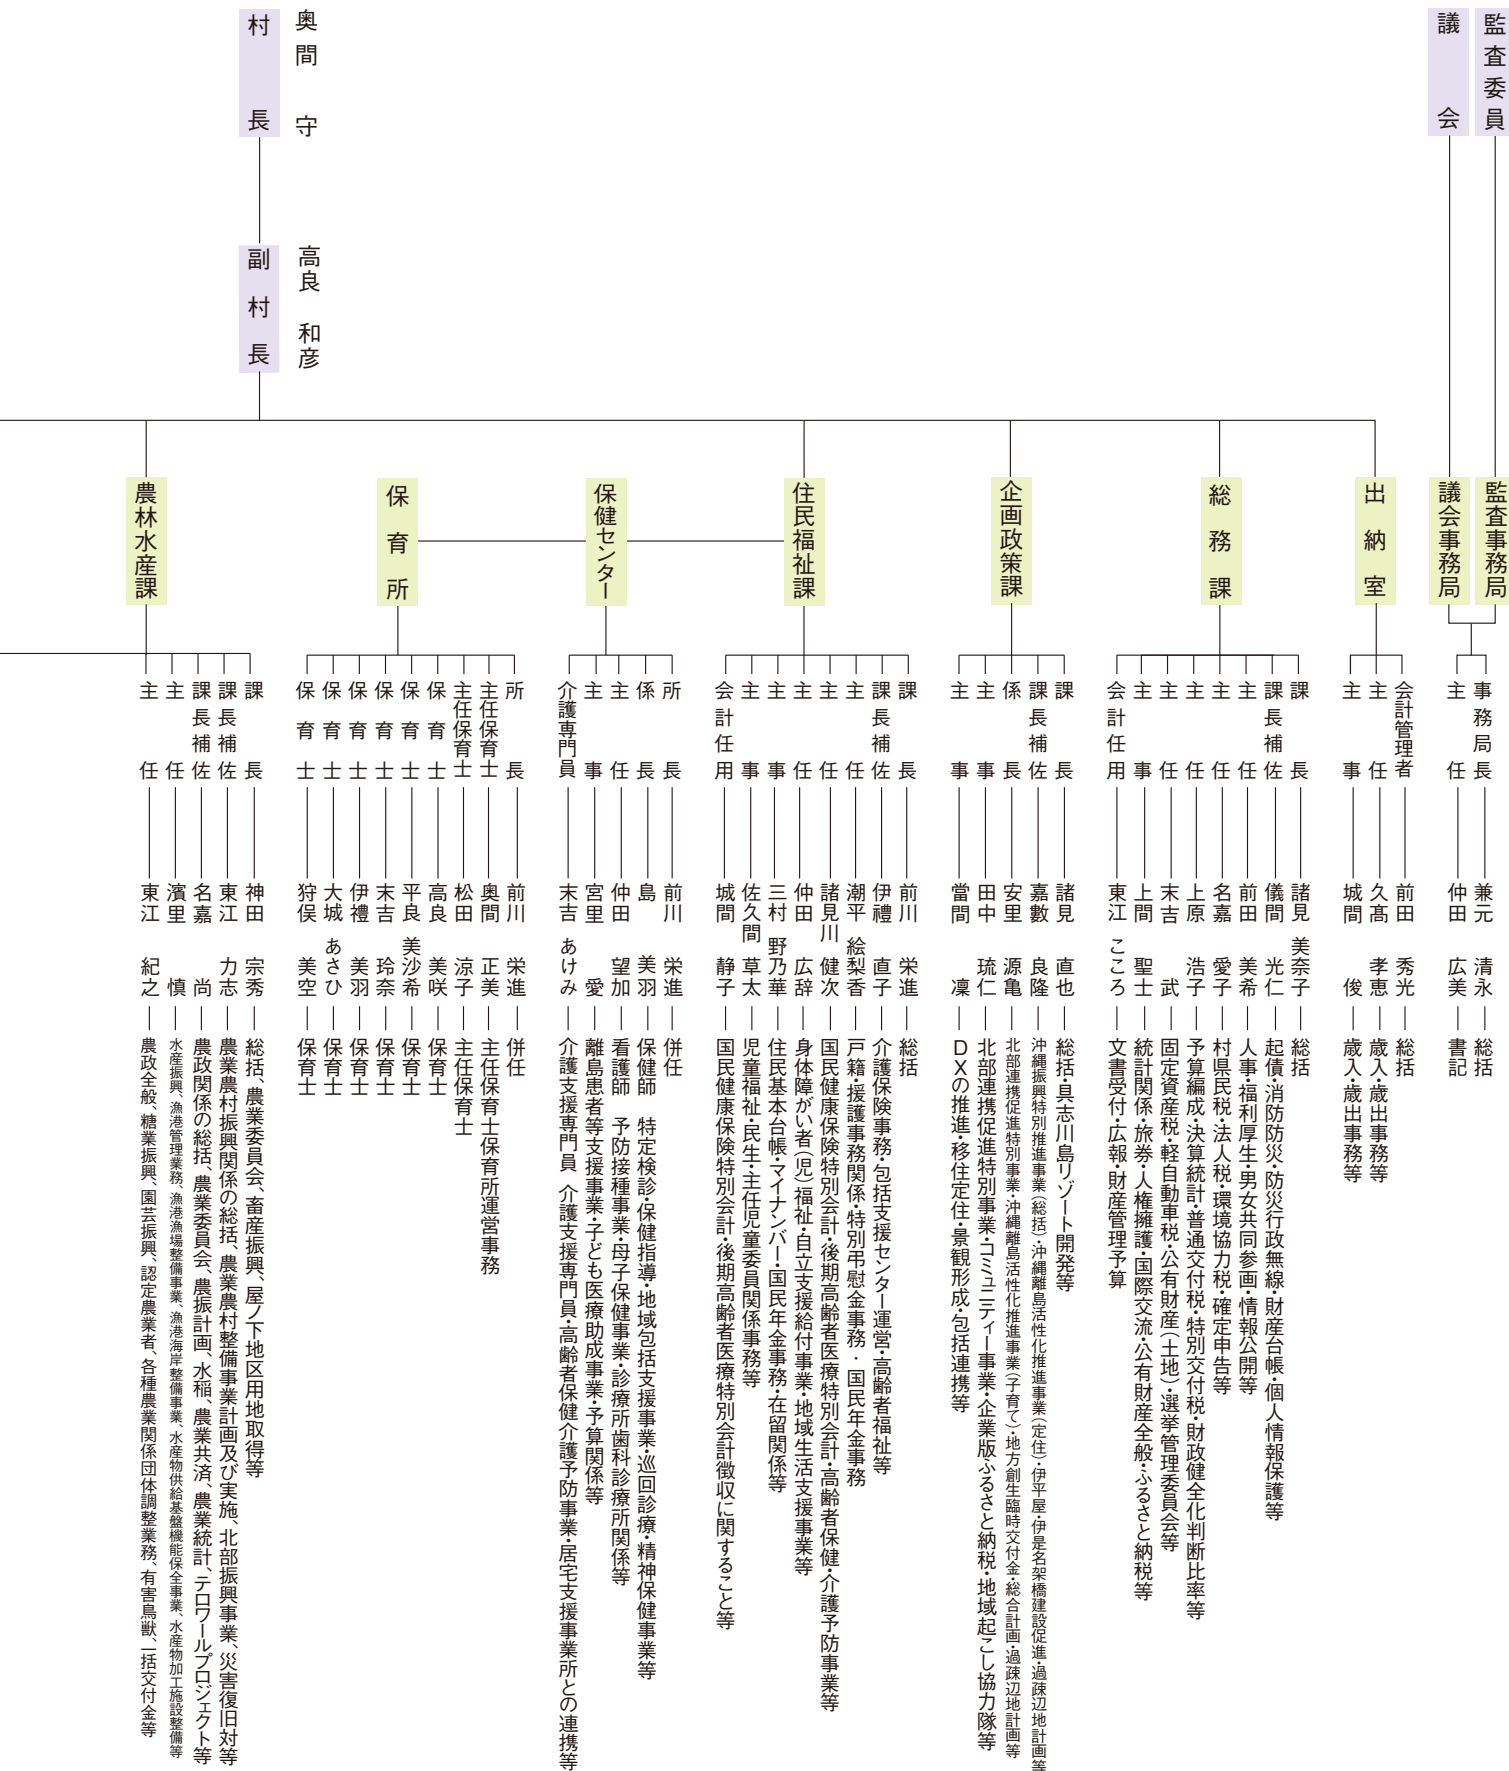 監査委員
議会
村長
奥間 守
副村長
高良 和彦
監査事務局
議会事務局
事務局長 兼元 清永 総括
主任 仲田 広美 書記
出納室
会計管理者 前田 秀光 総括
主任 久髙 孝恵 歳入・歳出事務等
主事 城間 俊 歳入・歳出事務等
総務課
課長 諸見 美奈子 総括
課長補佐 儀間 光仁 起債・消防防災・防災行政無線・財産台帳・個人情報保護等
主任 前田 美希 人事・福利厚生・男女共同参画・情報公開等
主任 名嘉 愛子 村県民税・法人税・環境協力税・確定申告等
主任 上原 浩子 予算編成・決算統計・普通交付税・特別交付税・財政健全化判断比率等
主任 末吉 武 固定資産税・軽自動車税・公有財産(土地)・選挙管理委員会等
主事 上間 聖士 統計関係・旅券・人権擁護・国際交流・公有財産全般・ふるさと納税等
会計任用 東江 こころ 文書受付・広報・財産管理予算
企画政策課
課長 諸見 直也 総括・具志川島リゾート開発等
課長補佐 嘉數 良隆 沖縄振興特別推進事業(総括)・沖縄離島活性化推進事業(定住)・伊平屋・伊是名架橋建設促進・過疎辺地計画等
係長 安里 源亀 北部連携促進特別事業・沖縄離島活性化推進事業(子育て)・地方創生臨時交付金・総合計画・過疎辺地計画等
主事 田中 琉仁 北部連携促進特別事業・コミュニティー事業・企業版ふるさと納税・地域起こし協力隊等
主事 當間 凜 DXの推進・移住定住・景観形成・包括連携等
住民福祉課
課長 前川 栄進 総括
課長補佐 伊禮 直子 介護保険事務・包括支援センター運営・高齢者福祉等
主任 潮平 絵梨香 戸籍・援護事務関係・特別弔慰金事務・国民年金事務
主任 諸見川 健次 国民健康保険特別会計・後期高齢者医療特別会計・高齢者保健・介護予防事業等
主任 仲田 広辞 身体障がい者(児)福祉・自立支援給付事業・地域生活支援事業等
主事 三村 野乃華 住民基本台帳・マイナンバー・国民年金事務・在留関係等
主事 佐久間 草太 児童福祉・民生・主任児童委員関係事務等
会計任用 城間 静子 国民健康保険特別会計・後期高齢者医療特別会計徴収に関すること等
保健センター
所長 前川 栄進 併任
係長 島 美羽 保健師 特定検診・保健指導・地域包括支援事業・巡回診療・精神保健事業等
主任 仲田 望加 看護師 予防接種事業・母子保健事業・診療所歯科診療所関係等
主事 宮里 愛 離島患者等支援事業・子ども医療助成事業・予算関係等
介護専門員 末吉 あけみ 介護支援専門員 介護支援専門員・高齢者保健介護予防事業・居宅支援事業所との連携等
保育所
所長 前川 栄進 併任
主任保育士 奥間 正美 主任保育士保育所運営事務
主任保育士 松田 涼子 主任保育士
保育士 高良 美咲 保育士
保育士 平良 美沙希 保育士
保育士 末吉 玲奈 保育士
保育士 伊禮 美羽 保育士
保育士 大城 あさひ 保育士
保育士 狩俣 美空 保育士
農林水産課
課長 神田 宗秀 総括、農業委員会、畜産振興、屋ノ下地区用地取得等
課長補佐 東江 力志 農業農村振興関係の総括、農業農村整備事業計画及び実施、北部振興事業、災害復旧対等
課長補佐 名嘉 尚 農政関係の総括、農業委員会、農振計画、水稲、農業共済、農業統計、テロワールプロジェクト等
主任 濱里 慎 水産振興、漁港管理業務、漁港漁場整備事業、漁港海岸整備事業、水産物供給基盤機能保全事業、水産物加工施設整備等
主任 東江 紀之 農政全般、糖業振興、園芸振興、認定農業者、各種農業関係団体調整業務、有害鳥獣、一括交付金等